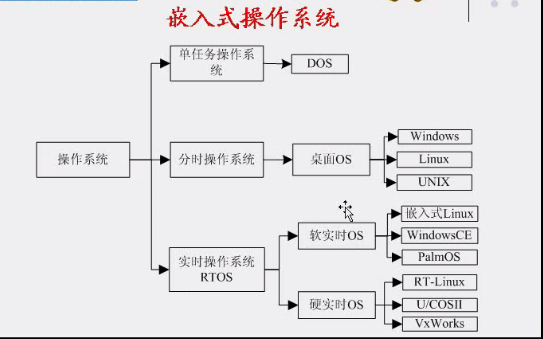 嵌入式操作系统
单任务操作系
统
DOS
操作系统
分时操作系统
桌面OS
Windows
Linux
UNIX
实时操作系统
RTOS
软实时OS
嵌入式Linux
WindowsCE
PalmOS
硬实时OS
RT-Linux
U/COSII
VxWorks